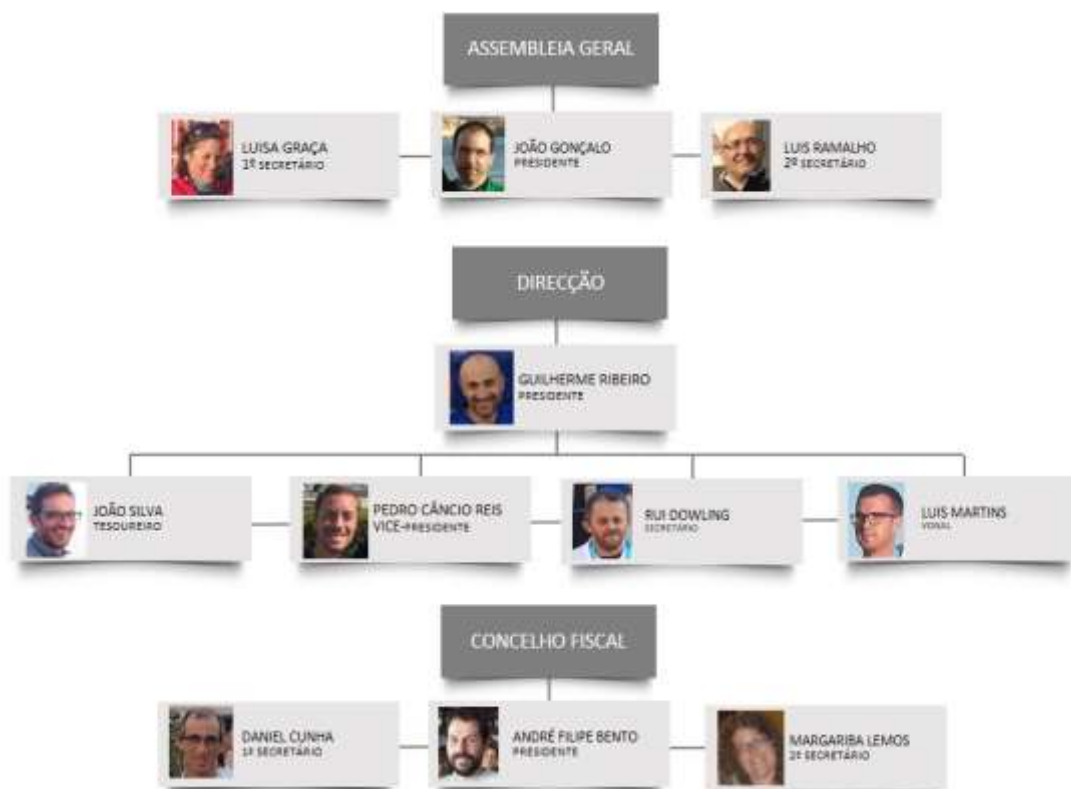 ASSEMBLEIA GERAL
LUISA GRAÇA
1º SECRETÁRIO
JOÃO GONÇALO
PRESIDENTE
LUIS RAMALHO
2º SECRETÁRIO
DIRECÇÃO
GUILHERME RIBEIRO
PRESIDENTE
JOÃO SILVA
TESOUREIRO
PEDRO CÂNCIO REIS
VICE-PRESIDENTE
RUI DOWLING
SECRETÁRIO
LUIS MARTINS
VOGAL
CONCELHO FISCAL
DANIEL CUNHA
1º SECRETÁRIO
ANDRÉ FILIPE BENTO
PRESIDENTE
MARGARIBA LEMOS
2º SECRETÁRIO